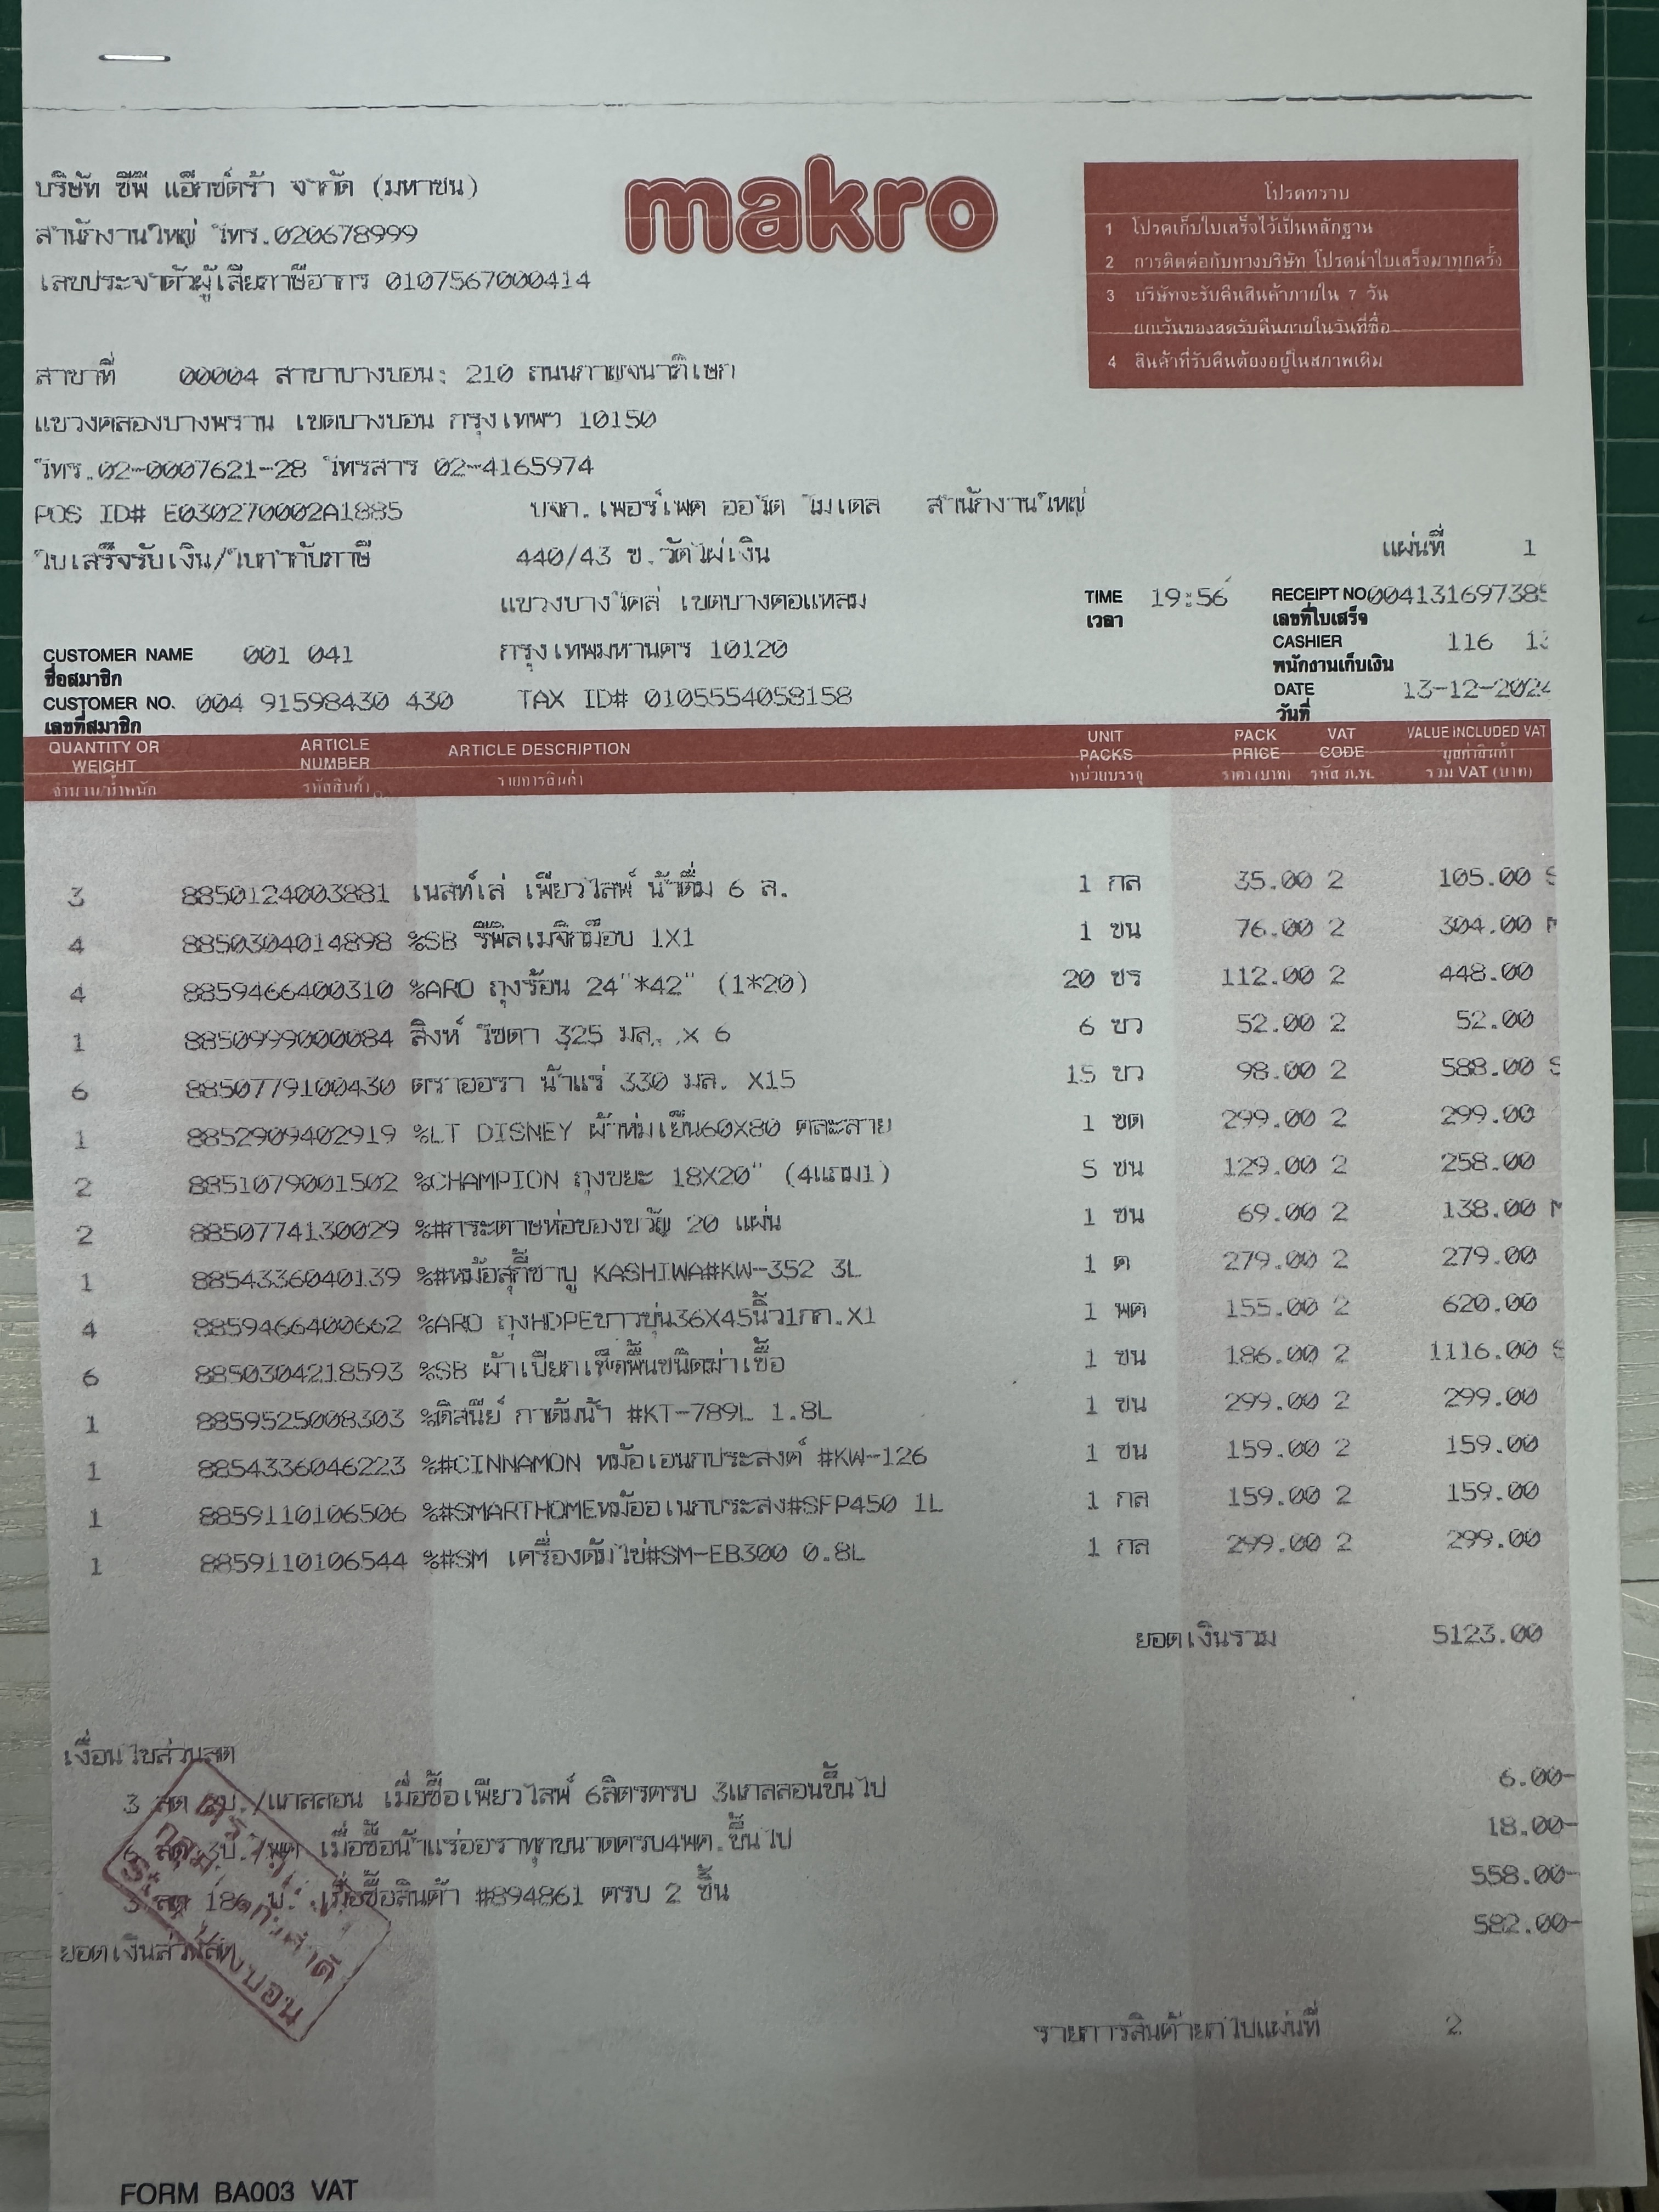 บริษัท ซีพี แอ็กซ์ตร้า จำกัด (มหาชน)
สำนักงานใหญ่ โทร.020678999
เลขประจำตัวผู้เสียภาษีอากร 0107567000414
makro
โปรดทราบ
1 โปรดเก็บใบเสร็จไว้เป็นหลักฐาน
2 การติดต่อกับทางบริษัท โปรดนำใบเสร็จมาทุกครั้ง
3 บริษัทจะรับคืนสินค้าภายใน 7 วัน
ยกเว้นของสดรับคืนภายในวันที่ซื้อ
4 สินค้าที่รับคืนต้องอยู่ในสภาพเดิม
สาขาที่ 00004 สาขาบางบอน: 210 ถนนกาญจนาภิเษก
แขวงคลองบางพราน เขตบางบอน กรุงเทพฯ 10150
โทร.02-0007621-28 โทรสาร 02-4165974
POS ID# E030270002A1885 บจก.เพอร์เฟค ออโต โมเดล สำนักงานใหญ่
ใบเสร็จรับเงิน/ใบกำกับภาษี 440/43 ซ.วัดไผ่เงิน แผ่นที่ 1
แขวงบางโคล่ เขตบางคอแหลม TIME เวลา 19:56 RECEIPT NO เลขที่ใบเสร็จ 004131697385
CUSTOMER NAME ชื่อสมาชิก 001 041 กรุงเทพมหานคร 10120 CASHIER พนักงานเก็บเงิน 116
CUSTOMER NO. เลขที่สมาชิก 004 91598430 430 TAX ID# 0105554058158 DATE วันที่ 13-12-2024
QUANTITY OR WEIGHT ARTICLE NUMBER ARTICLE DESCRIPTION UNIT PACKS PACK PRICE VAT CODE VALUE INCLUDED VAT
จำนวน/น้ำหนัก รหัสสินค้า รายการสินค้า หน่วยบรรจุ ราคา (บาท) รหัส ภ.พ. มูลค่าสินค้า รวม VAT (บาท)
3 8850124003881 เนสท์เล่ เพียวไลฟ์ น้ำดื่ม 6 ล. 1 กล 35.00 2 105.00 S
4 8850304014898 %SB รีฟิลเมจิกม็อบ 1X1 1 ชน 76.00 2 304.00 M
4 8859466400310 %ARO ถุงร้อน 24"*42" (1*20) 20 ชร 112.00 2 448.00
1 8850999000084 สิงห์ โซดา 325 มล. X 6 6 ขว 52.00 2 52.00
6 8850779100430 ตราออรา น้ำแร่ 330 มล. X15 15 ขว 98.00 2 588.00 S
1 8852909402919 %LT DISNEY ผ้าห่มเย็น60X80 คละลาย 1 ชด 299.00 2 299.00
2 8851079001502 %CHAMPION ถุงขยะ 18X20" (4แถม1) 5 ชน 129.00 2 258.00
2 8850774130029 %#กระดาษห่อของขวัญ 20 แผ่น 1 ชน 69.00 2 138.00 M
1 8854336040139 %#หม้อสุกี้ชาบู KASHIWA#KW-352 3L 1 ค 279.00 2 279.00
4 8859466400662 %ARO ถุงHDPEขาวขุ่น36X45นิ้ว1กก.X1 1 พค 155.00 2 620.00
6 8850304218593 %SB ผ้าเปียกเช็ดพื้นชนิดฆ่าเชื้อ 1 ชน 186.00 2 1116.00 S
1 8859525008303 %ดิสนีย์ กาต้มน้ำ #KT-789L 1.8L 1 ชน 299.00 2 299.00
1 8854336046223 %#CINNAMON หม้อเอนกประสงค์ #KW-126 1 ชน 159.00 2 159.00
1 8859110106506 %#SMARTHOMEหม้ออเนกประสง#SFP450 1L 1 กล 159.00 2 159.00
1 8859110106544 %#SM เครื่องต้มไข่#SM-EB300 0.8L 1 กล 299.00 2 299.00
ยอดเงินรวม 5123.00
เงื่อนไขส่วนลด
3 ลด บ./แกลลอน เมื่อซื้อเพียวไลฟ์ 6ลิตรครบ 3แกลลอนขึ้นไป 6.00-
6 ลด 3บ./พค เมื่อซื้อน้ำแร่ออราทุกขนาดครบ4พค.ขึ้นไป 18.00-
3 ลด 186 บ. เมื่อซื้อสินค้า #894861 ครบ 2 ชิ้น 558.00-
ยอดเงินส่วนลด 582.00-
บางบอน
รายการสินค้ายกไปแผ่นที่ 2
FORM BA003 VAT